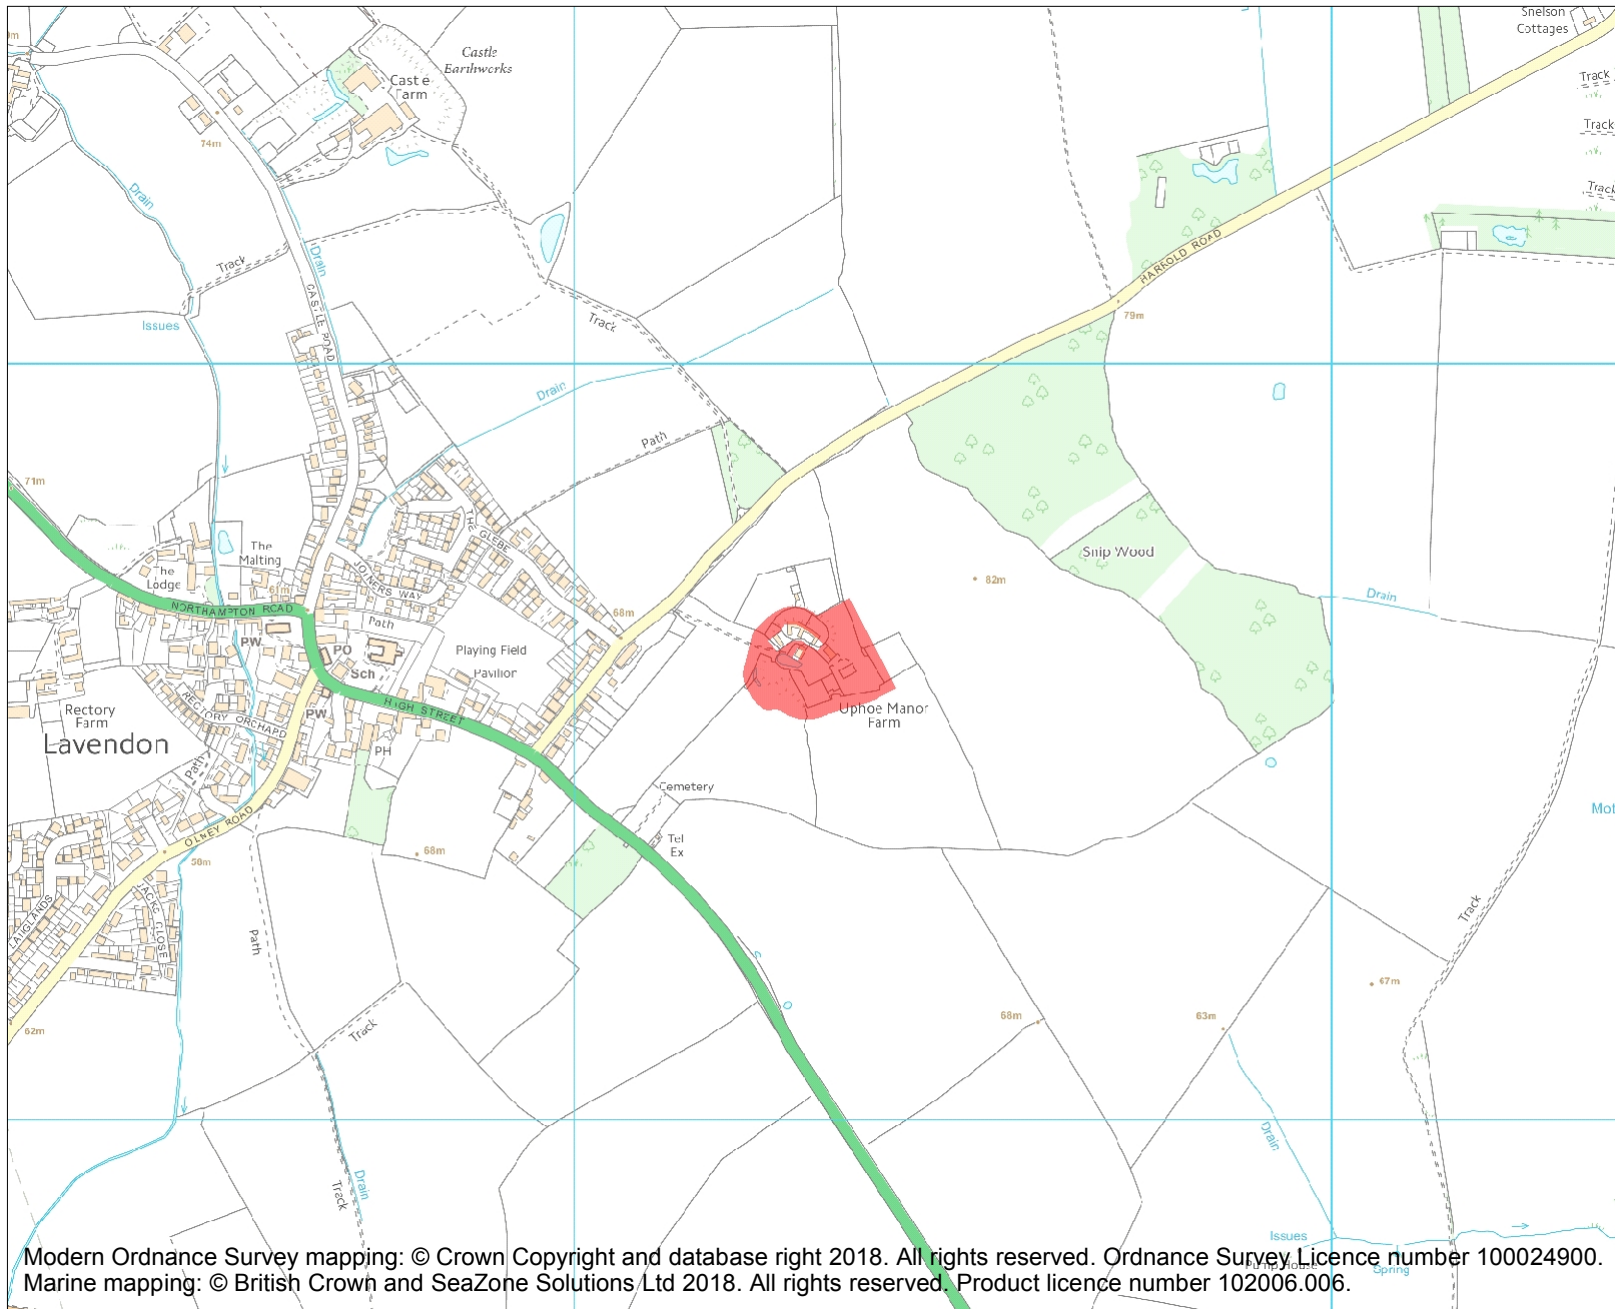 Snelson
Cottages
Castle
Earthworks
Castle
Farm
Track
Track
Track
74m
Drain
Drain
Track
CASTLE ROAD
Issues
HARROLD ROAD
79m
Track
Drain
Path
71m
The
Malting
The
Lodge
61m
NORTHAMPTON ROAD
THE GLEBE
JOINERS WAY
Path
68m
Snip Wood
82m
Drain
PW
PO
Sch
Playing Field
Pavilion
RECTORY ORCHARD
PW
HIGH STREET
Rectory
Farm
Lavendon
PH
Path
Uphoe Manor
Farm
Cemetery
Tel
Ex
OLNEY ROAD
58m
68m
JACKS CLOSE
Path
Track
62m
Track
67m
68m
63m
Drain
Drain
Track
Issues
Pump House
Spring
Modern Ordnance Survey mapping: © Crown Copyright and database right 2018. All rights reserved. Ordnance Survey Licence number 100024900.
Marine mapping: © British Crown and SeaZone Solutions Ltd 2018. All rights reserved. Product licence number 102006.006.